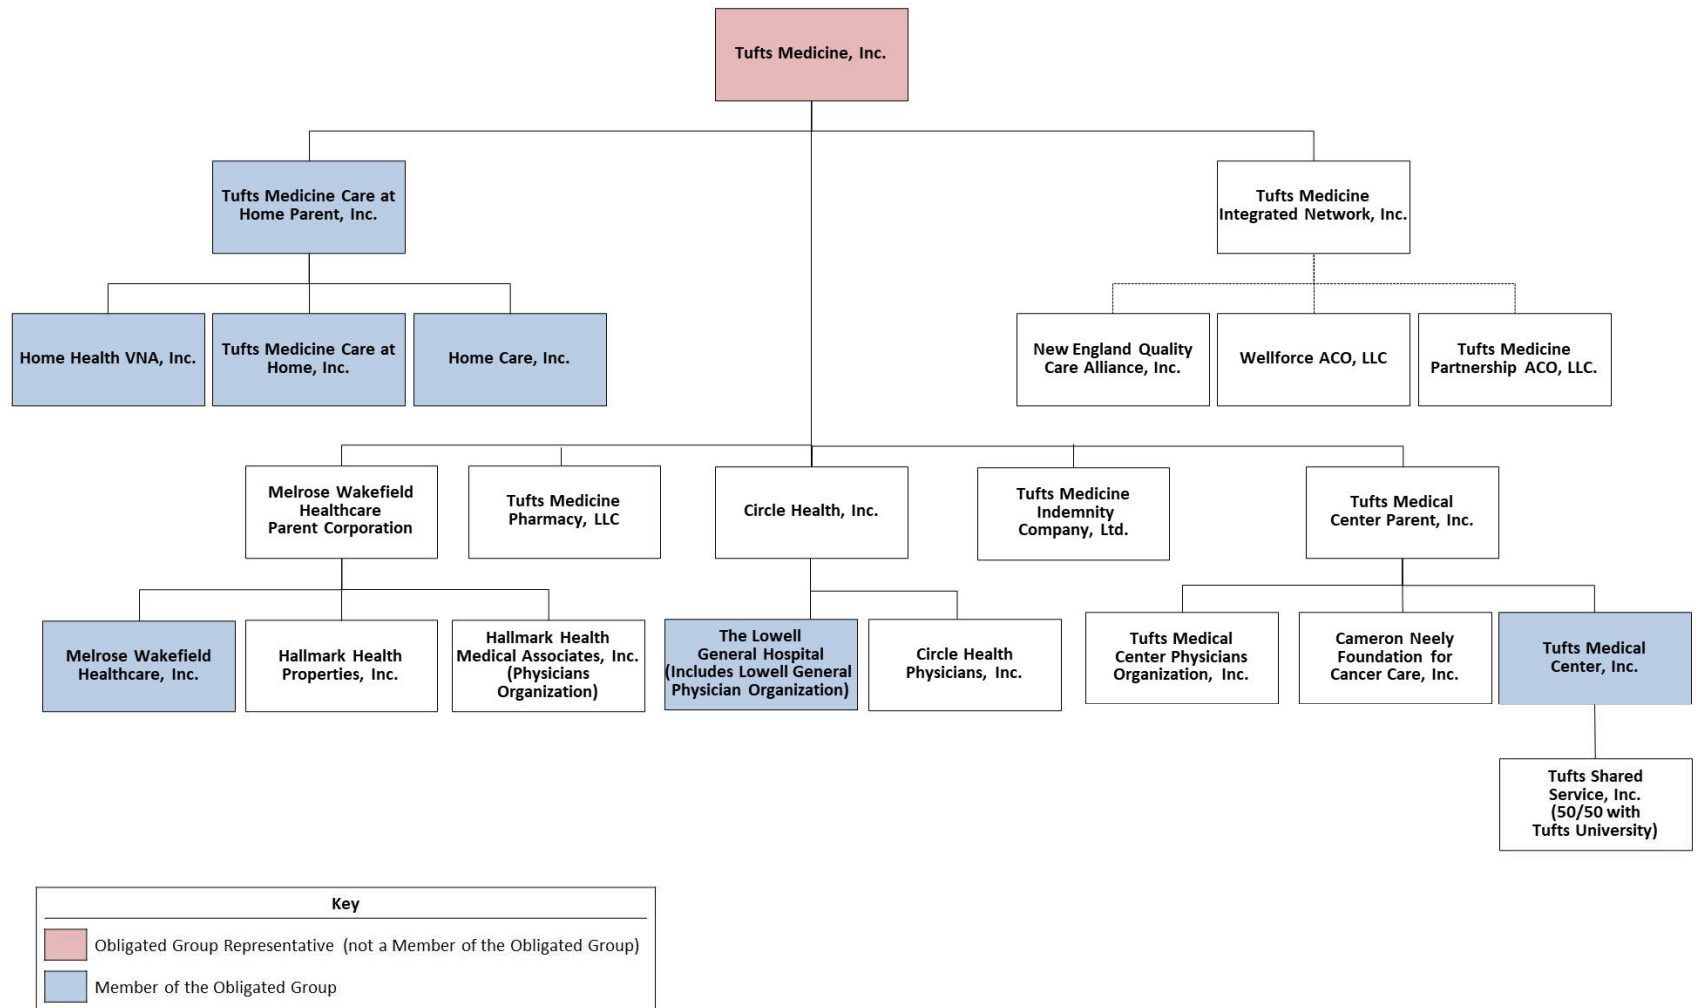 Tufts Medicine, Inc.
Tufts Medicine Care at
Home Parent, Inc.
Tufts Medicine
Integrated Network, Inc.
Home Health VNA, Inc.
Tufts Medicine Care at
Home, Inc.
Home Care, Inc.
New England Quality
Care Alliance, Inc.
Wellforce ACO, LLC
Tufts Medicine
Partnership ACO, LLC.
Melrose Wakefield
Healthcare
Parent Corporation
Tufts Medicine
Pharmacy, LLC
Circle Health, Inc.
Tufts Medicine
Indemnity
Company, Ltd.
Tufts Medical
Center Parent, Inc.
Melrose Wakefield
Healthcare, Inc.
Hallmark Health
Properties, Inc.
Hallmark Health
Medical Associates, Inc.
(Physicians
Organization)
The Lowell
General Hospital
(Includes Lowell General
Physician Organization)
Circle Health
Physicians, Inc.
Tufts Medical
Center Physicians
Organization, Inc.
Cameron Neely
Foundation for
Cancer Care, Inc.
Tufts Medical
Center, Inc.
Tufts Shared
Service, Inc.
(50/50 with
Tufts University)
Key
Obligated Group Representative (not a Member of the Obligated Group)
Member of the Obligated Group